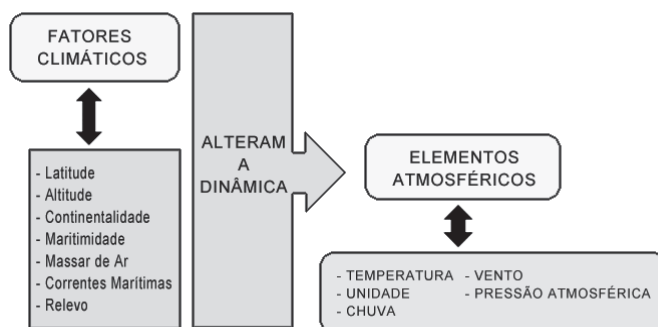 FATORES
CLIMÁTICOS
- Latitude
- Altitude
- Continentalidade
- Maritimidade
- Massar de Ar
- Correntes Marítimas
- Relevo
ALTERAM
A
DINÂMICA
ELEMENTOS
ATMOSFÉRICOS
- TEMPERATURA - VENTO
- UNIDADE - PRESSÃO ATMOSFÉRICA
- CHUVA